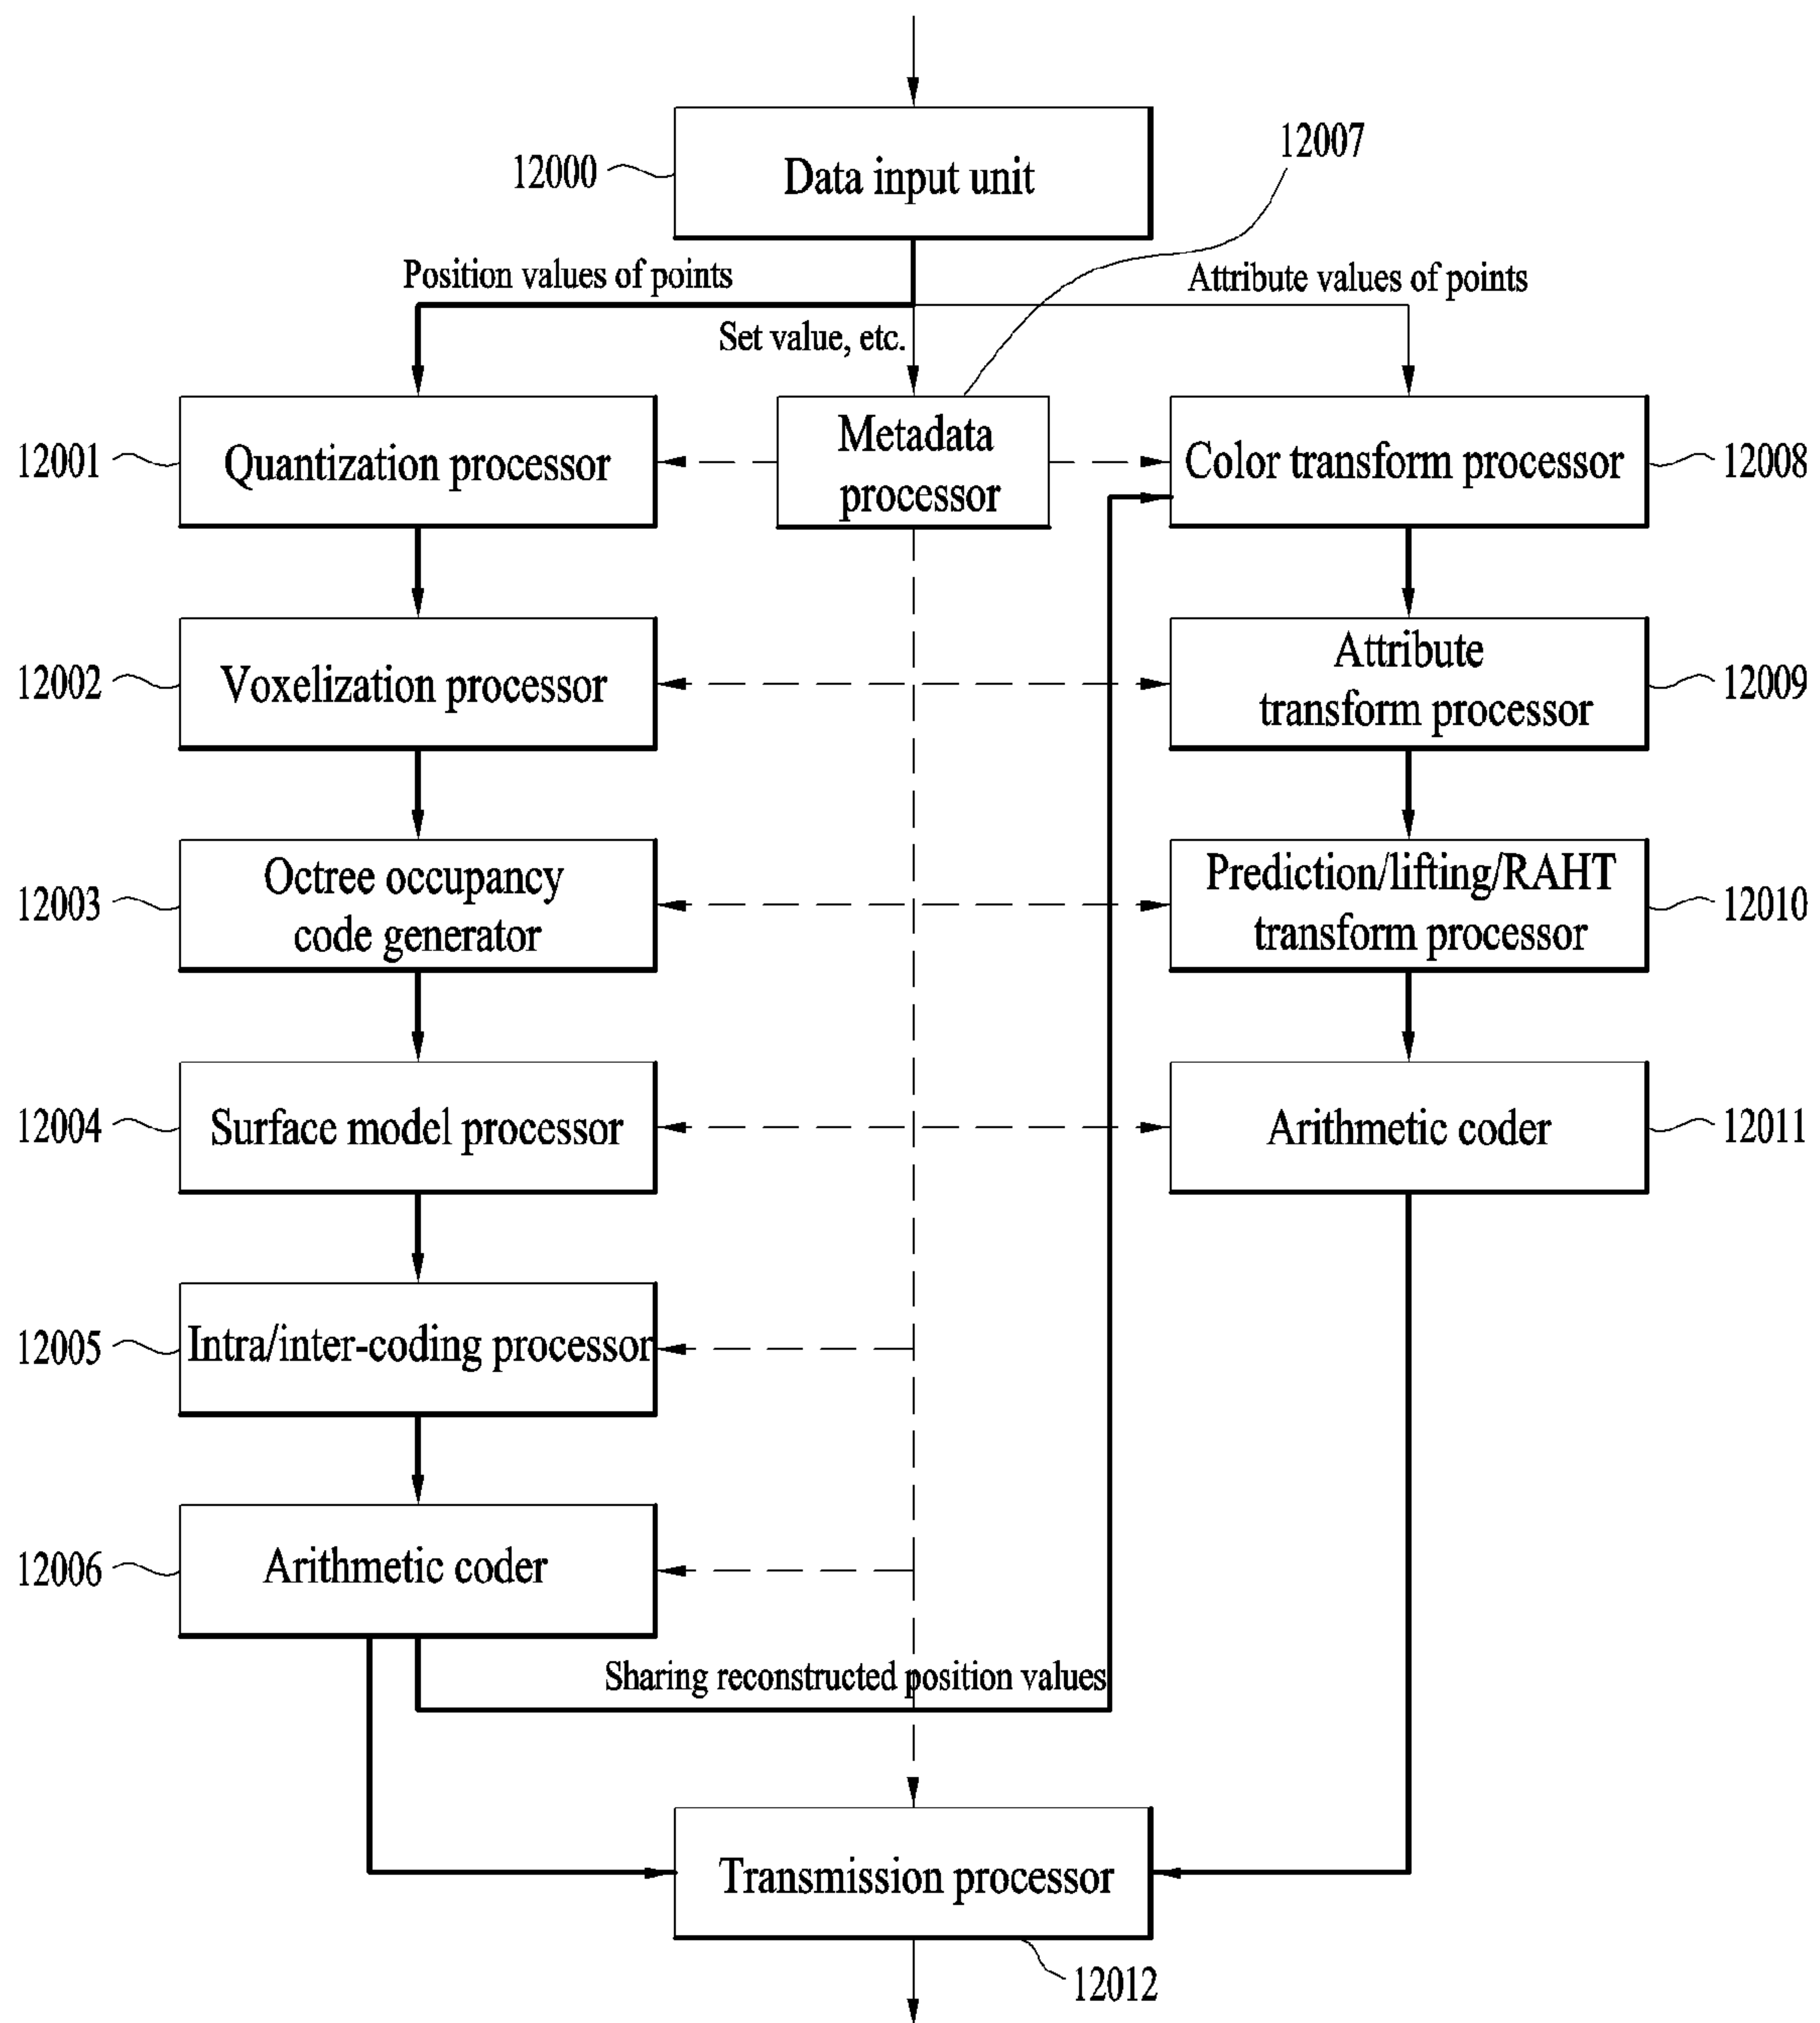 12007
12000
Data input unit
Position values of points
Attribute values of points
Set value, etc.
12001
Quantization processor
Metadata
processor
Color transform processor
12008
12002
Voxelization processor
Attribute
transform processor
12009
12003
Octree occupancy
code generator
Prediction/lifting/RAHT
transform processor
12010
12004
Surface model processor
Arithmetic coder
12011
12005
Intra/inter-coding processor
12006
Arithmetic coder
Sharing reconstructed position values
Transmission processor
12012